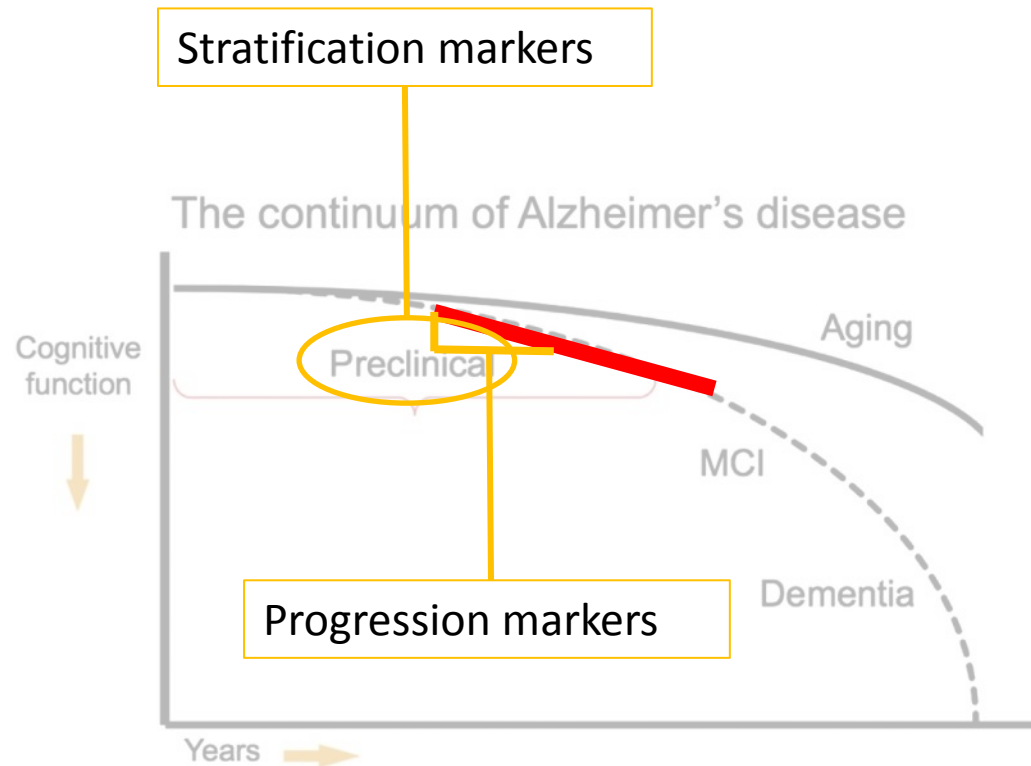 Stratification markers
The continuum of Alzheimer's disease
Cognitive
function
Aging
Preclinical
MCI
Dementia
Progression markers
Years